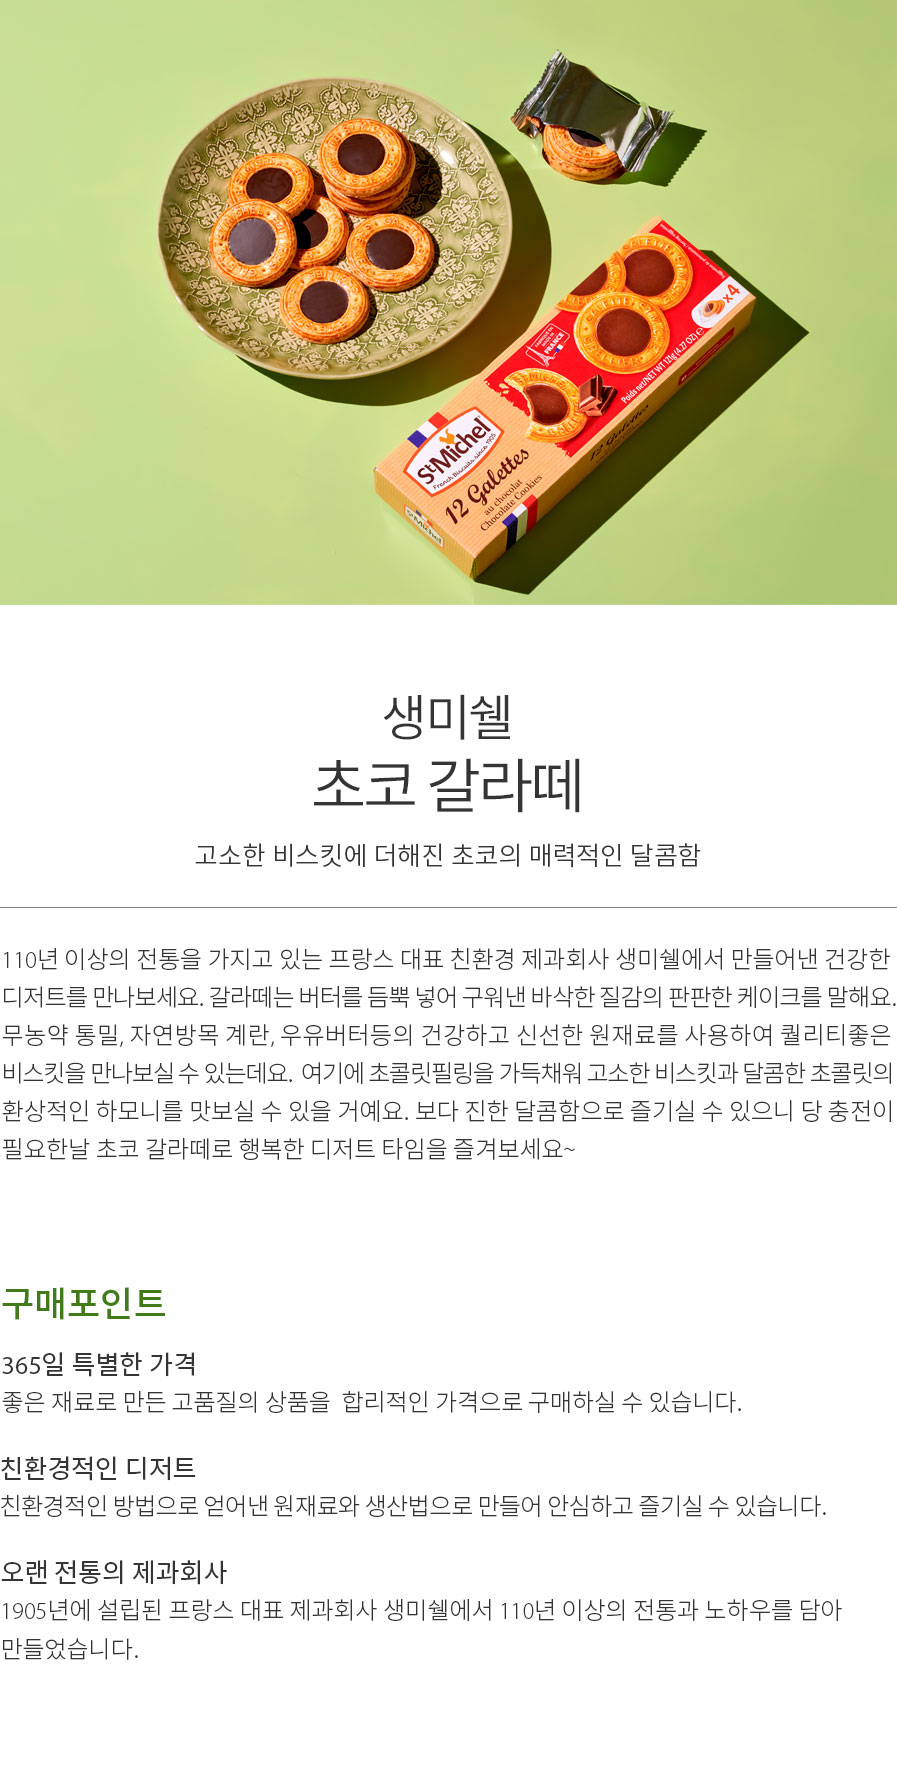 St Michel
French Biscuits since 1905
12 Galettes
au chocolat
Chocolate Cookies
FRANCE
Poids net/NET WT 121g (4.27 OZ) e
x4
12 Galettes
St Michel
생미쉘
초코 갈라떼
고소한 비스킷에 더해진 초코의 매력적인 달콤함
110년 이상의 전통을 가지고 있는 프랑스 대표 친환경 제과회사 생미쉘에서 만들어낸 건강한
디저트를 만나보세요. 갈라떼는 버터를 듬뿍 넣어 구워낸 바삭한 질감의 판판한 케이크를 말해요.
무농약 통밀, 자연방목 계란, 우유버터등의 건강하고 신선한 원재료를 사용하여 퀄리티좋은
비스킷을 만나보실 수 있는데요. 여기에 초콜릿필링을 가득채워 고소한 비스킷과 달콤한 초콜릿의
환상적인 하모니를 맛보실 수 있을 거예요. 보다 진한 달콤함으로 즐기실 수 있으니 당 충전이
필요한날 초코 갈라떼로 행복한 디저트 타임을 즐겨보세요~
구매포인트
365일 특별한 가격
좋은 재료로 만든 고품질의 상품을 합리적인 가격으로 구매하실 수 있습니다.
친환경적인 디저트
친환경적인 방법으로 얻어낸 원재료와 생산법으로 만들어 안심하고 즐기실 수 있습니다.
오랜 전통의 제과회사
1905년에 설립된 프랑스 대표 제과회사 생미쉘에서 110년 이상의 전통과 노하우를 담아
만들었습니다.